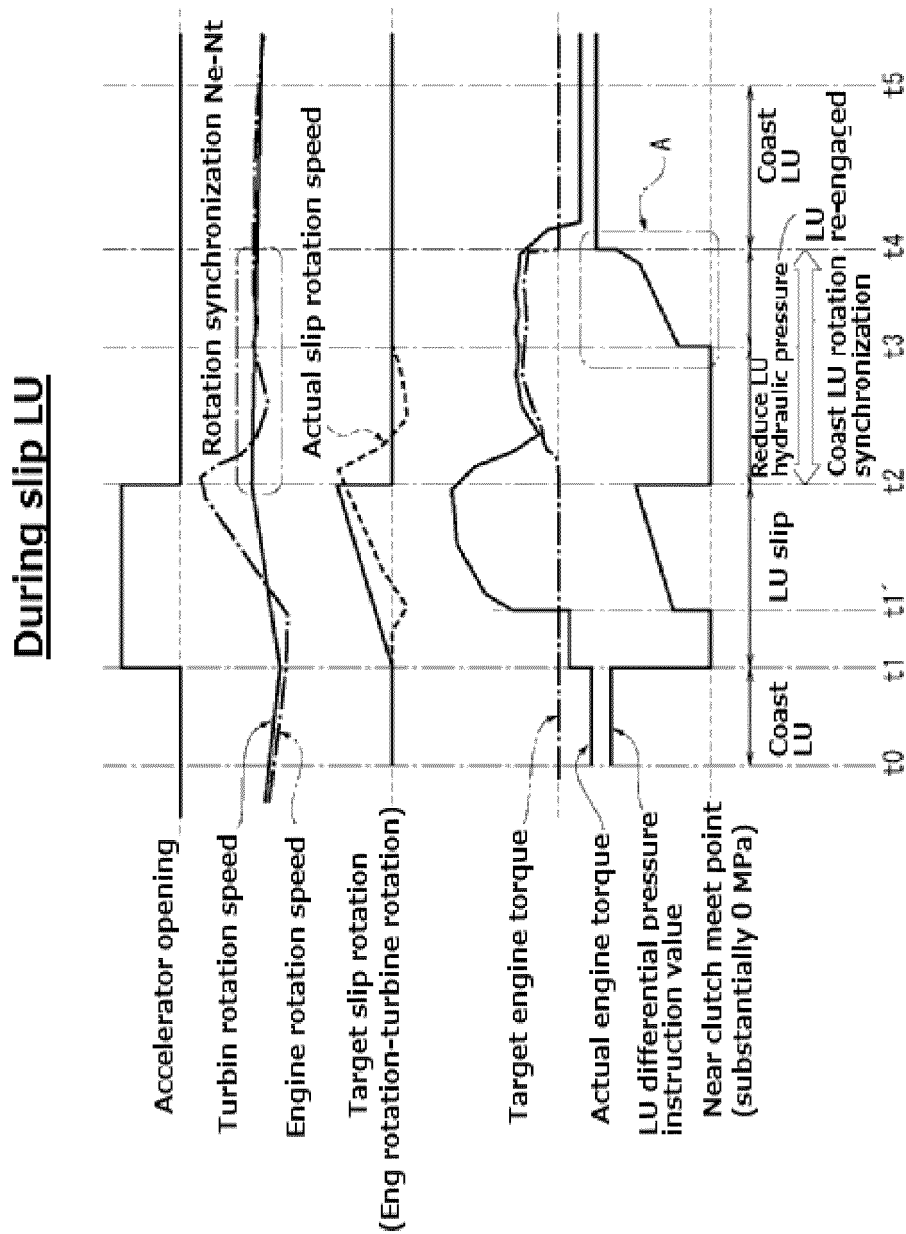 During slip LU
Accelerator opening
Turbin rotation speed
Engine rotation speed
Target slip rotation
(Eng rotation-turbine rotation)
Target engine torque
Actual engine torque
LU differential pressure
instruction value
Near clutch meet point
(substantially 0 MPa)
Rotation synchronization Ne-Nt
Actual slip rotation speed
A
Coast
LU
LU slip
Reduce LU
hydraulic pressure
LU
re-engaged
Coast LU rotation
synchronization
Coast
LU
t0
t1
t1´
t2
t3
t4
t5